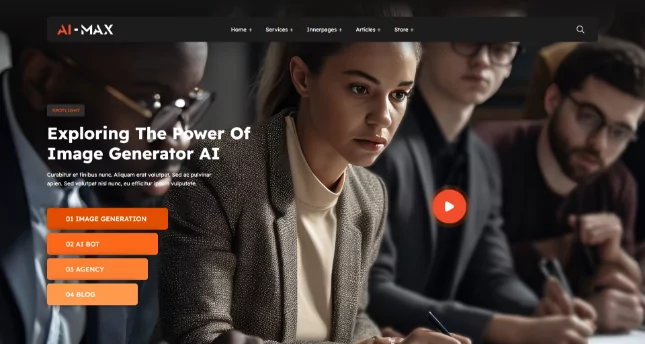 AI-MAX
Home + Services + Innerpages + Articles + Store +
SPOTLIGHT
Exploring The Power Of
Image Generator AI
Curabitur et finibus nunc. Aliquam erat volutpat. Sed ac pulvinar
apien. Sed volutpat nisl nunc, eu efficitur ipsum vulputate.
01 IMAGE GENERATION
02 AI BOT
03 AGENCY
04 BLOG